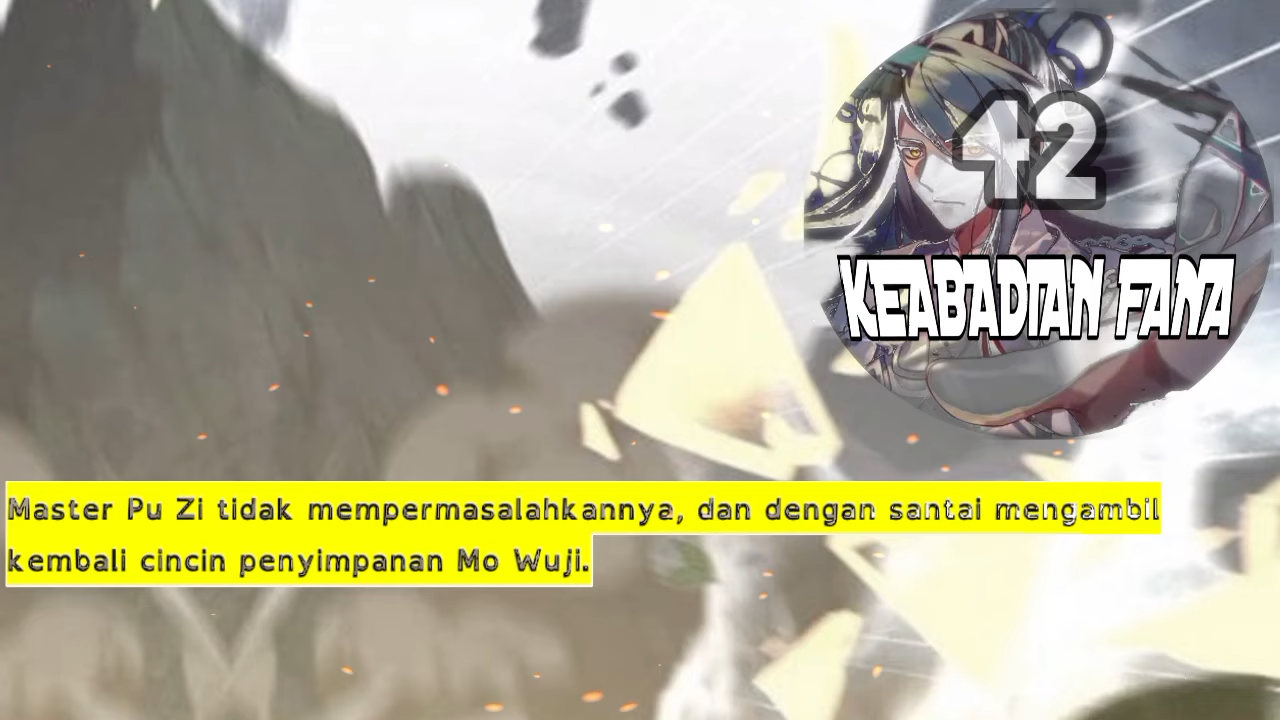 42
KEABADIAN FANA
Master Pu Zi tidak mempermasalahkannya, dan dengan santai mengambil
kembali cincin penyimpanan Mo Wuji.